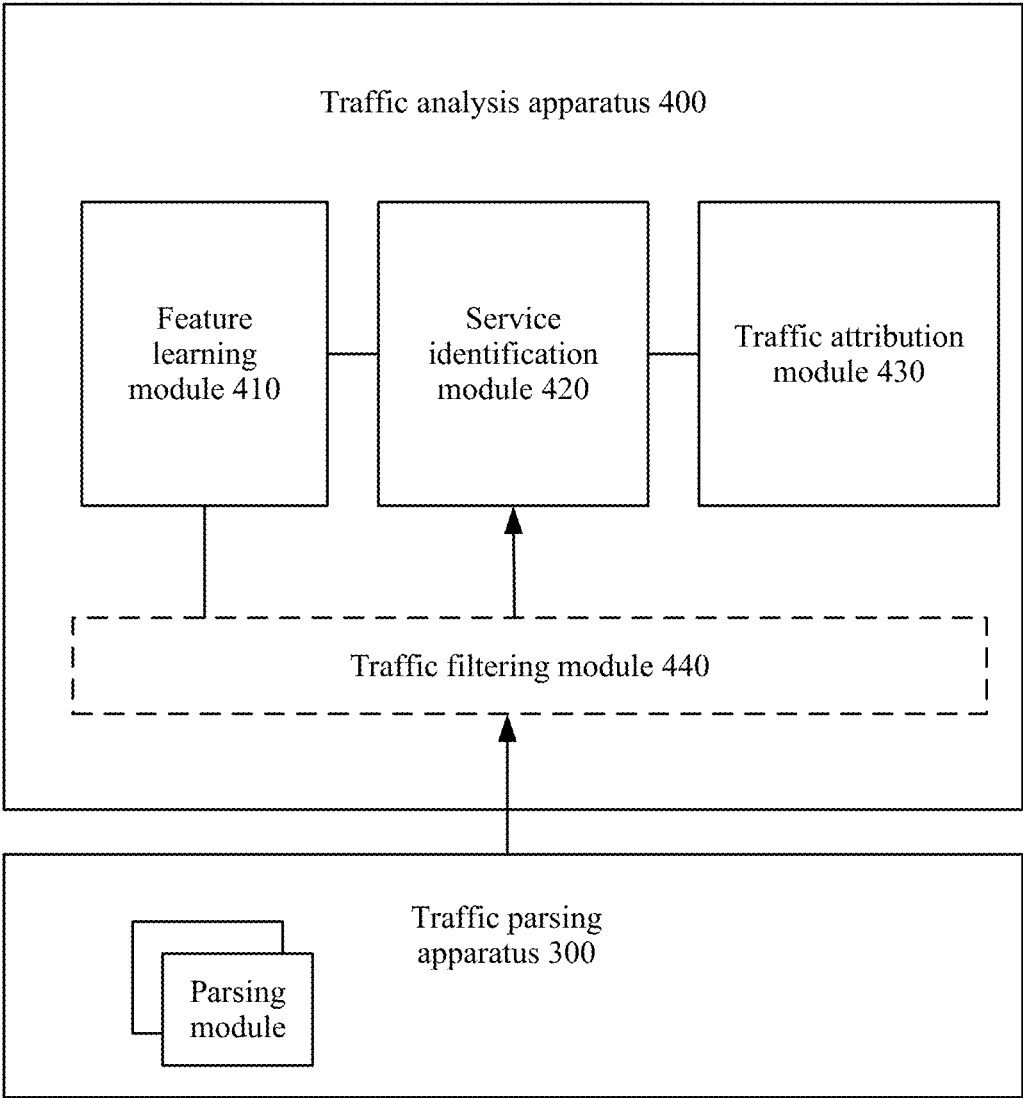 Traffic analysis apparatus 400
Feature
learning
module 410
Service
identification
module 420
Traffic attribution
module 430
Traffic filtering module 440
Traffic parsing
apparatus 300
Parsing
module